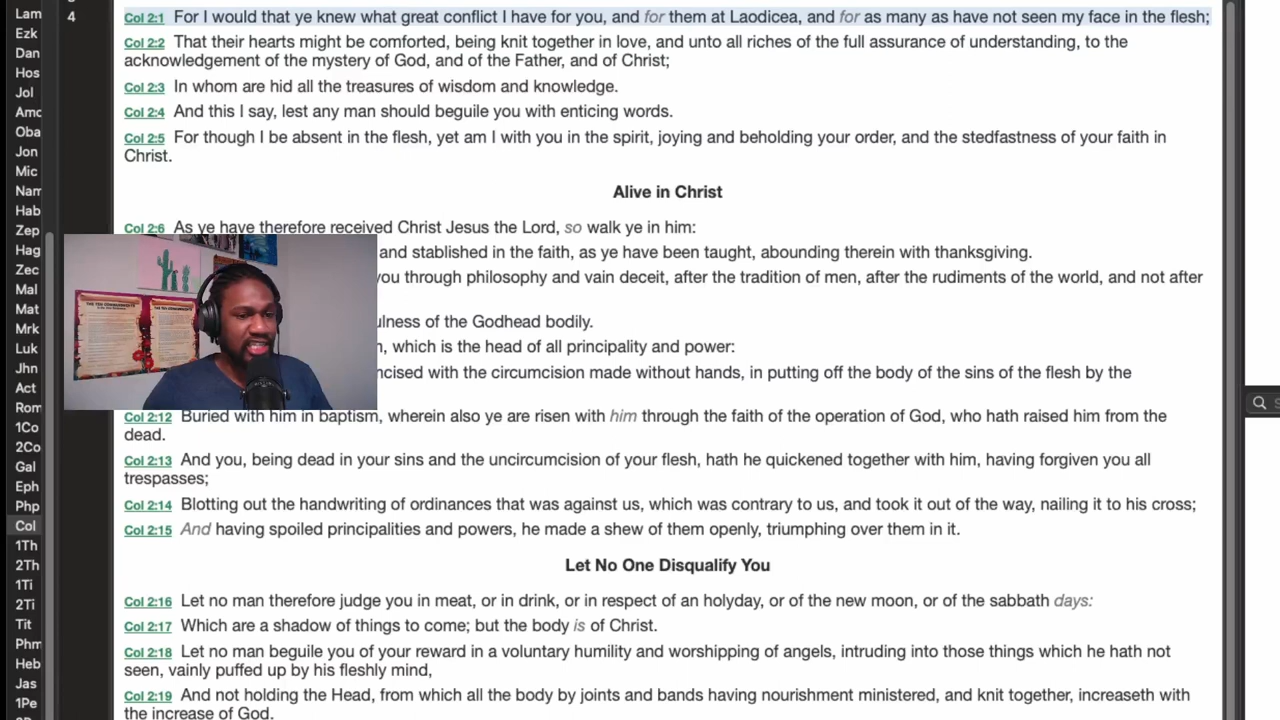 Lam
Ezk
Dan
Hos
Jol
Amo
Oba
Jon
Mic
Nam
Hab
Zep
Hag
Zec
Mal
Mat
Mrk
Luk
Jhn
Act
Rom
1Co
2Co
Gal
Eph
Php
Col
1Th
2Th
1Ti
2Ti
Tit
Phm
Heb
Jas
1Pe
4
Col 2:1 For I would that ye knew what great conflict I have for you, and for them at Laodicea, and for as many as have not seen my face in the flesh;
Col 2:2 That their hearts might be comforted, being knit together in love, and unto all riches of the full assurance of understanding, to the
acknowledgement of the mystery of God, and of the Father, and of Christ;
Col 2:3 In whom are hid all the treasures of wisdom and knowledge.
Col 2:4 And this I say, lest any man should beguile you with enticing words.
Col 2:5 For though I be absent in the flesh, yet am I with you in the spirit, joying and beholding your order, and the stedfastness of your faith in
Christ.
Alive in Christ
Col 2:6 As ye have therefore received Christ Jesus the Lord, so walk ye in him:
and stablished in the faith, as ye have been taught, abounding therein with thanksgiving.
you through philosophy and vain deceit, after the tradition of men, after the rudiments of the world, and not after
ulness of the Godhead bodily.
, which is the head of all principality and power:
ncised with the circumcision made without hands, in putting off the body of the sins of the flesh by the
Col 2:12 Buried with him in baptism, wherein also ye are risen with him through the faith of the operation of God, who hath raised him from the
dead.
Col 2:13 And you, being dead in your sins and the uncircumcision of your flesh, hath he quickened together with him, having forgiven you all
trespasses;
Col 2:14 Blotting out the handwriting of ordinances that was against us, which was contrary to us, and took it out of the way, nailing it to his cross;
Col 2:15 And having spoiled principalities and powers, he made a shew of them openly, triumphing over them in it.
Let No One Disqualify You
Col 2:16 Let no man therefore judge you in meat, or in drink, or in respect of an holyday, or of the new moon, or of the sabbath days:
Col 2:17 Which are a shadow of things to come; but the body is of Christ.
Col 2:18 Let no man beguile you of your reward in a voluntary humility and worshipping of angels, intruding into those things which he hath not
seen, vainly puffed up by his fleshly mind,
Col 2:19 And not holding the Head, from which all the body by joints and bands having nourishment ministered, and knit together, increaseth with
the increase of God.